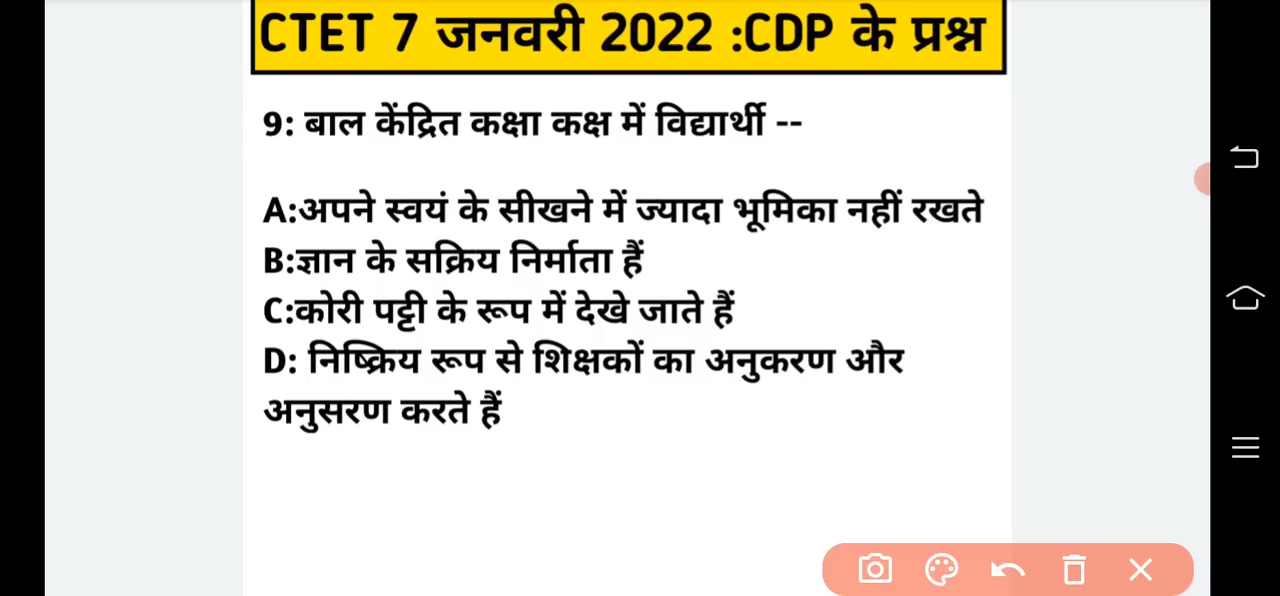 CTET 7 जनवरी 2022 :CDP के प्रश्न
9: बाल केंद्रित कक्षा कक्ष में विद्यार्थी --
A:अपने स्वयं के सीखने में ज्यादा भूमिका नहीं रखते
B:ज्ञान के सक्रिय निर्माता हैं
C:कोरी पट्टी के रूप में देखे जाते हैं
D: निष्क्रिय रूप से शिक्षकों का अनुकरण और
अनुसरण करते हैं